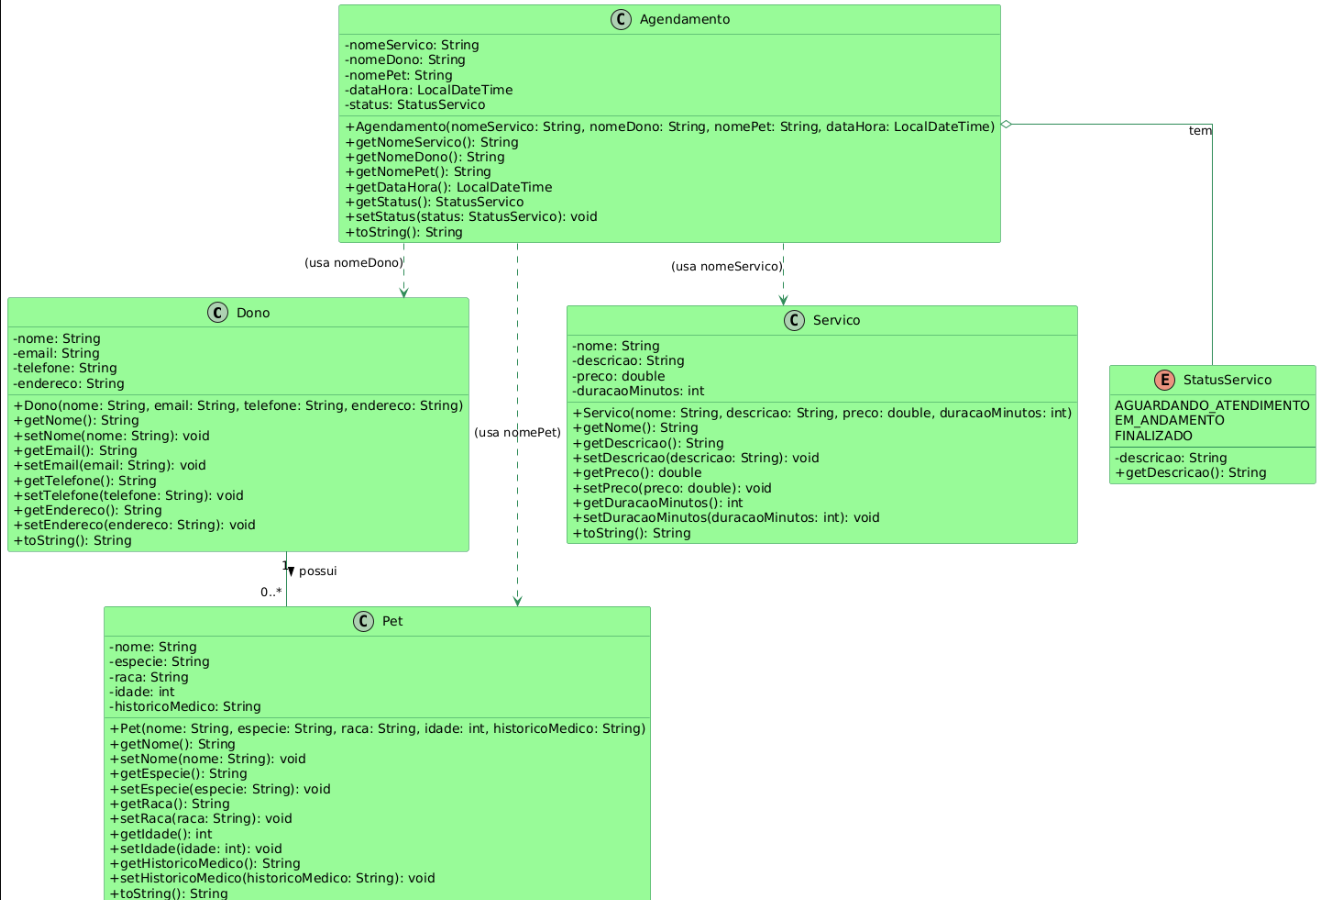 C Agendamento
-nomeServico: String
-nomeDono: String
-nomePet: String
-dataHora: LocalDateTime
-status: StatusServico
+Agendamento(nomeServico: String, nomeDono: String, nomePet: String, dataHora: LocalDateTime)
+getNomeServico(): String
+getNomeDono(): String
+getNomePet(): String
+getDataHora(): LocalDateTime
+getStatus(): StatusServico
+setStatus(status: StatusServico): void
+toString(): String
tem
(usa nomeDono)
(usa nomeServico)
C Dono
-nome: String
-email: String
-telefone: String
-endereco: String
+Dono(nome: String, email: String, telefone: String, endereco: String)
+getNome(): String
+setNome(nome: String): void
+getEmail(): String
+setEmail(email: String): void
+getTelefone(): String
+setTelefone(telefone: String): void
+getEndereco(): String
+setEndereco(endereco: String): void
+toString(): String
(usa nomePet)
C Servico
-nome: String
-descricao: String
-preco: double
-duracaoMinutos: int
+Servico(nome: String, descricao: String, preco: double, duracaoMinutos: int)
+getNome(): String
+getDescricao(): String
+setDescricao(descricao: String): void
+getPreco(): double
+setPreco(preco: double): void
+getDuracaoMinutos(): int
+setDuracaoMinutos(duracaoMinutos: int): void
+toString(): String
E StatusServico
AGUARDANDO_ATENDIMENTO
EM_ANDAMENTO
FINALIZADO
-descricao: String
+getDescricao(): String
1
possui
0..*
C Pet
-nome: String
-especie: String
-raca: String
-idade: int
-historicoMedico: String
+Pet(nome: String, especie: String, raca: String, idade: int, historicoMedico: String)
+getNome(): String
+setNome(nome: String): void
+getEspecie(): String
+setEspecie(especie: String): void
+getRaca(): String
+setRaca(raca: String): void
+getIdade(): int
+setIdade(idade: int): void
+getHistoricoMedico(): String
+setHistoricoMedico(historicoMedico: String): void
+toString(): String